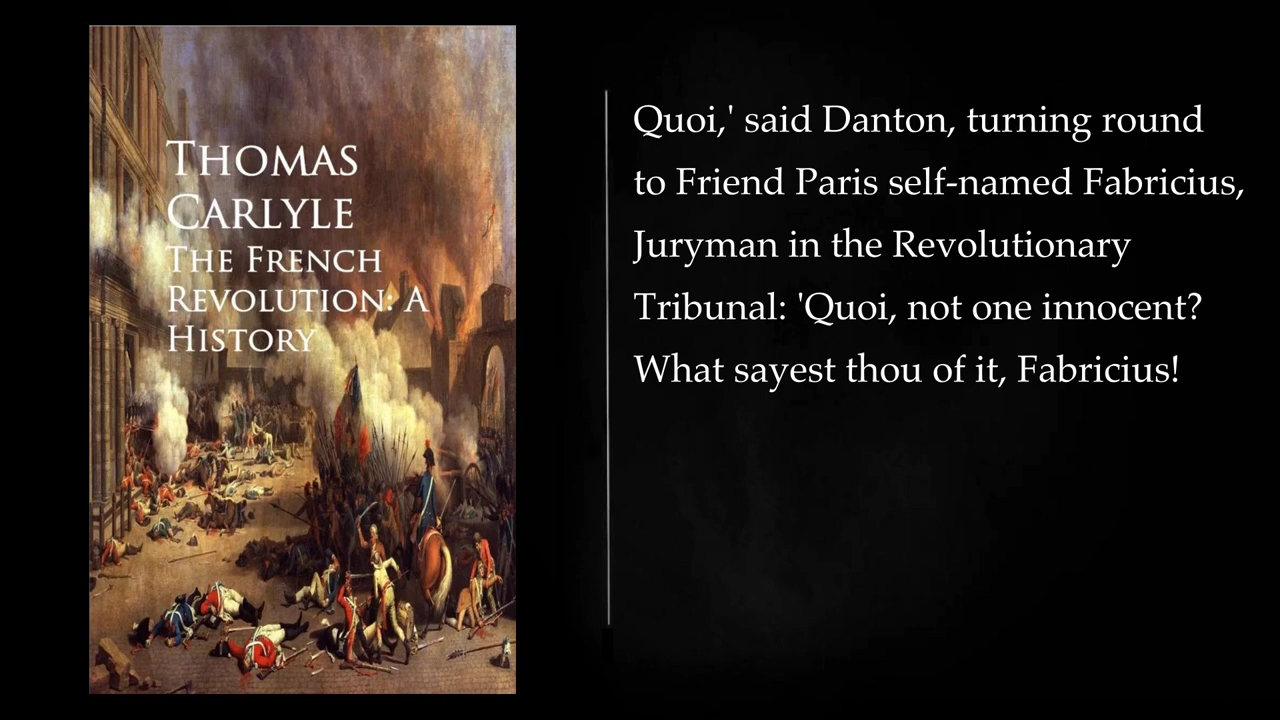 THOMAS
CARLYLE
THE FRENCH
REVOLUTION: A
HISTORY
Quoi,' said Danton, turning round
to Friend Paris self-named Fabricius,
Juryman in the Revolutionary
Tribunal: 'Quoi, not one innocent?
What sayest thou of it, Fabricius!